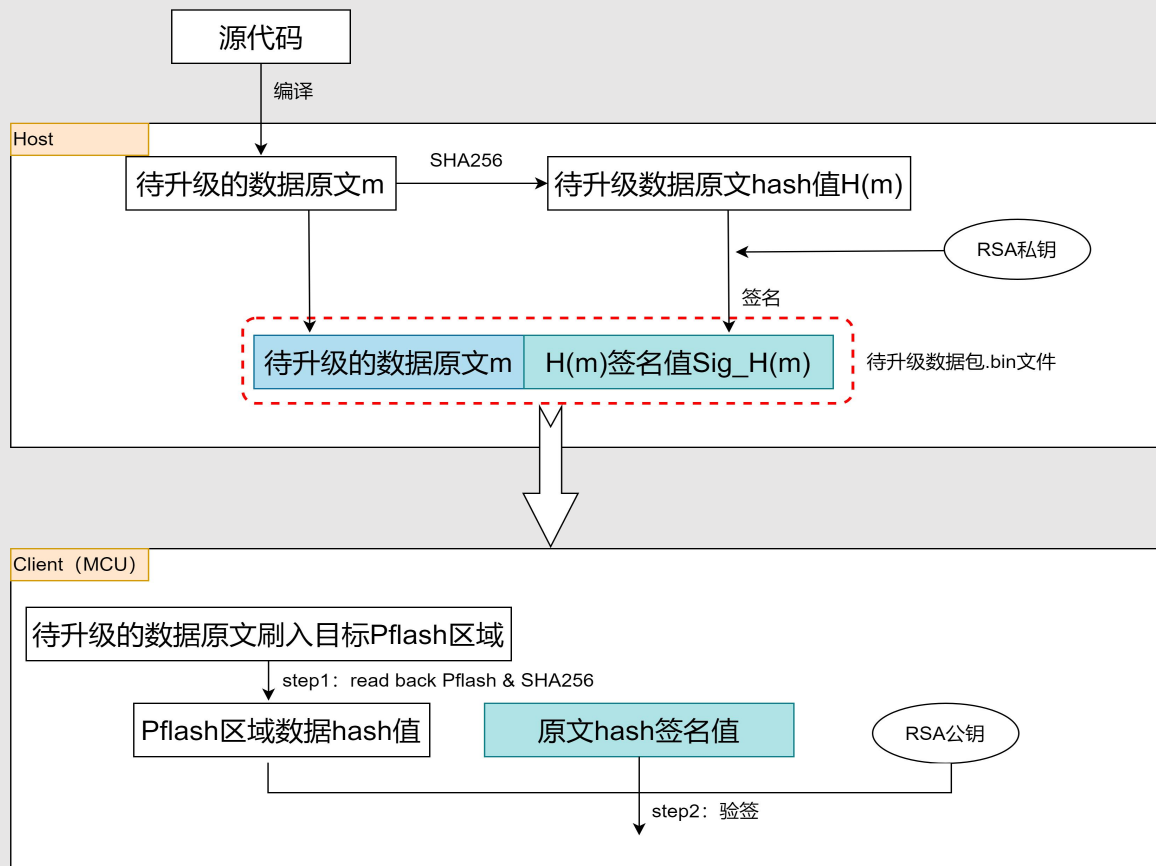 源代码
编译
Host
待升级的数据原文m
SHA256
待升级数据原文hash值H(m)
RSA私钥
签名
待升级的数据原文m
H(m)签名值Sig_H(m)
待升级数据包.bin文件
Client（MCU）
待升级的数据原文刷入目标Pflash区域
step1：read back Pflash & SHA256
Pflash区域数据hash值
原文hash签名值
RSA公钥
step2：验签